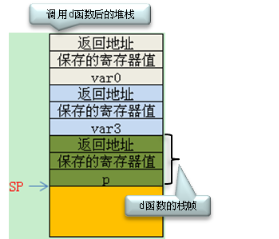 调用d函数后的堆栈
返回地址
保存的寄存器值
var0
返回地址
保存的寄存器值
var3
返回地址
保存的寄存器值
p
SP
d函数的栈帧